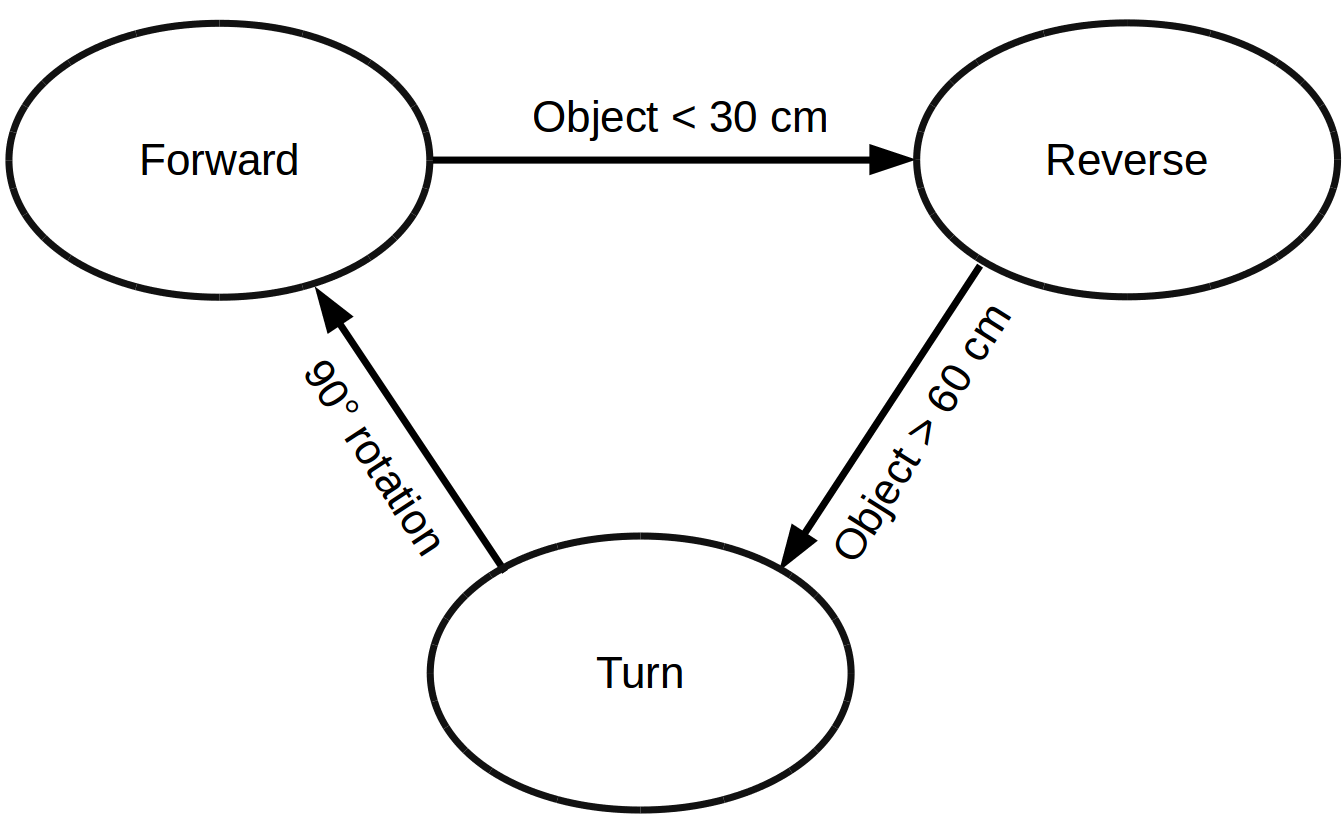 Object < 30 cm
Forward
Reverse
90° rotation
Object > 60 cm
Turn